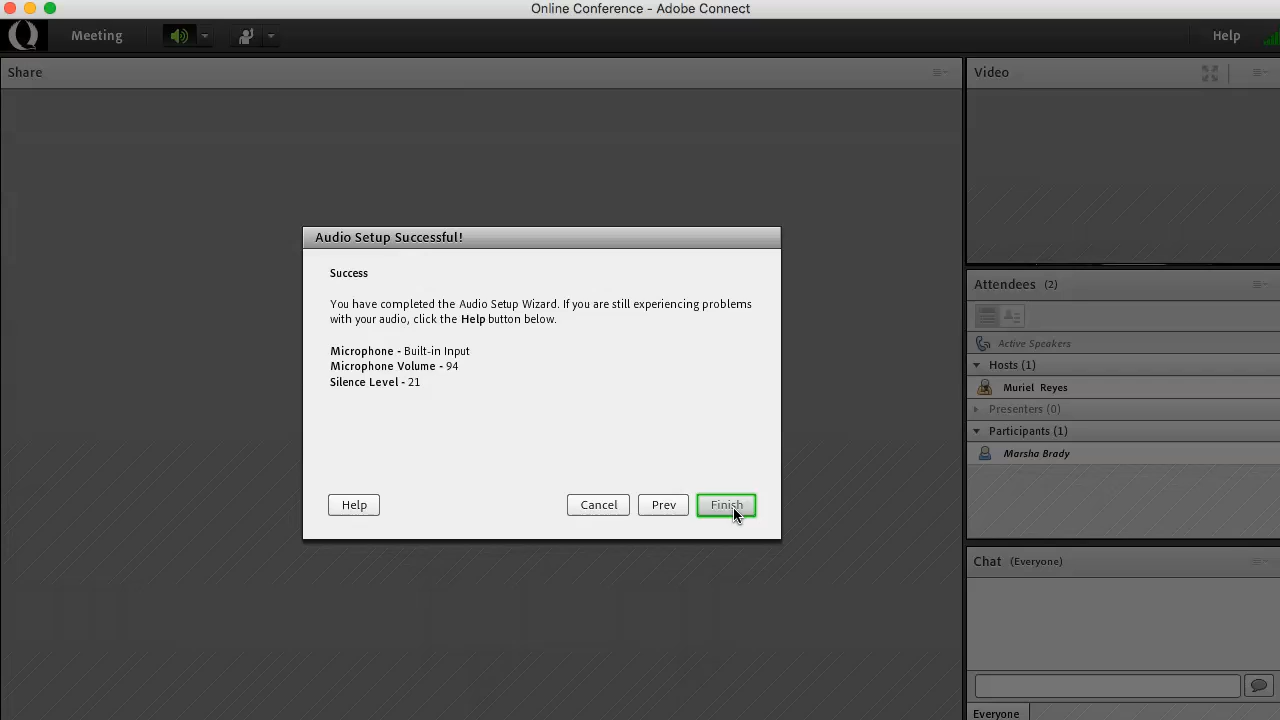 Online Conference - Adobe Connect
Meeting
Help
Share
Video
Audio Setup Successful!
Success
You have completed the Audio Setup Wizard. If you are still experiencing problems
with your audio, click the Help button below.
Microphone - Built-in Input
Microphone Volume - 94
Silence Level - 21
Help
Cancel
Prev
Finish
Attendees (2)
Active Speakers
Hosts (1)
Muriel Reyes
Presenters (0)
Participants (1)
Marsha Brady
Chat (Everyone)
Everyone